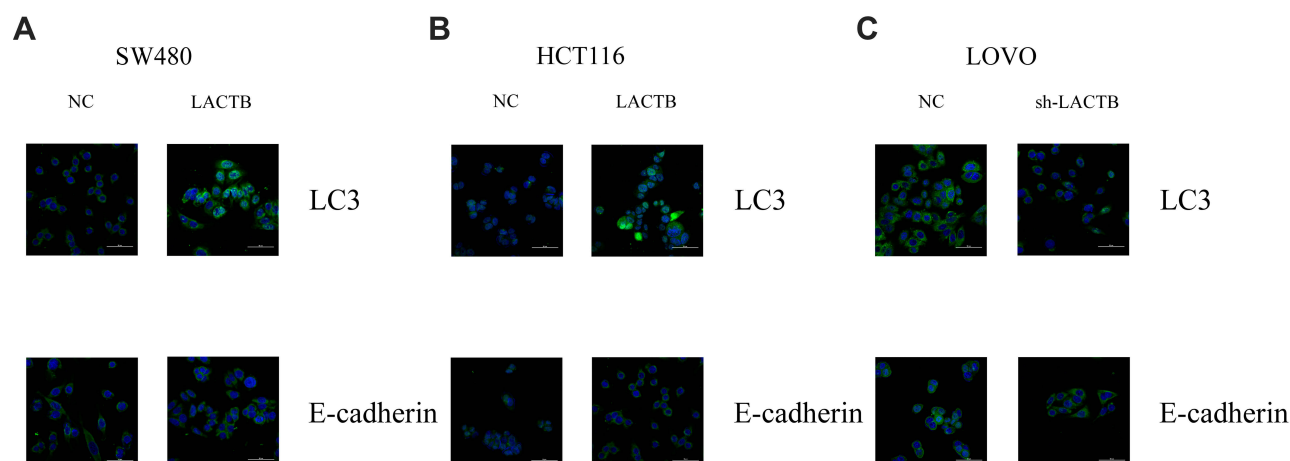 A
SW480
NC LACTB
LC3
E-cadherin
B
HCT116
NC LACTB
LC3
E-cadherin
C
LOVO
NC sh-LACTB
LC3
E-cadherin